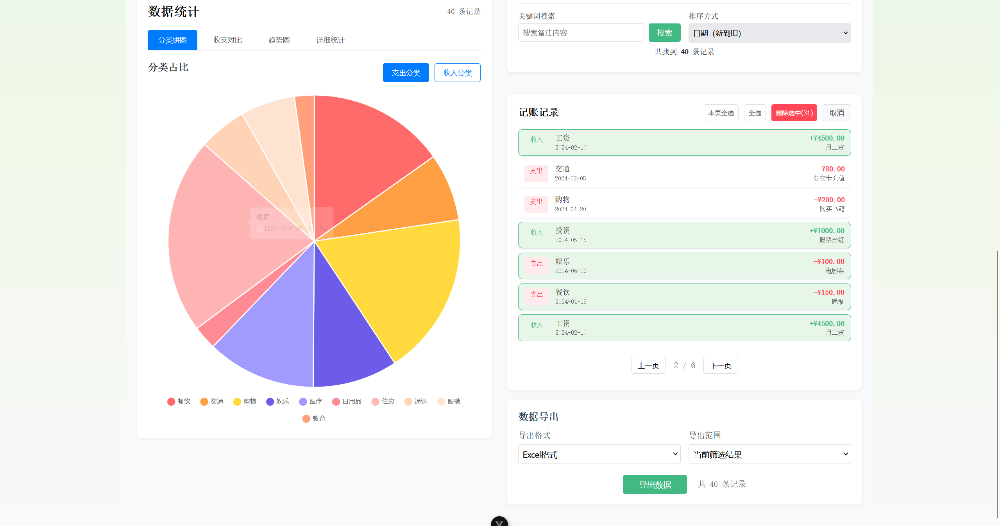 数据统计
40 条记录
分类饼图
收支对比
趋势图
详细统计
分类占比
支出分类
收入分类
住房
住房: ¥900.00 (21.7%)
餐饮
交通
购物
娱乐
医疗
日用品
住房
通讯
服装
教育
关键词搜索
搜索备注内容
搜索
排序方式
日期（新到旧）
共找到 40 条记录
记账记录
本页全选
全选
删除选中(31)
取消
收入
工资
2024-02-10
+¥4500.00
月工资
支出
交通
2024-03-05
-¥80.00
公交卡充值
支出
购物
2024-04-20
-¥200.00
购买书籍
收入
投资
2024-05-15
+¥1000.00
股票分红
支出
娱乐
2024-06-10
-¥100.00
电影票
支出
餐饮
2024-01-15
-¥150.00
晚餐
收入
工资
2024-02-10
+¥4500.00
月工资
上一页
2 / 6
下一页
数据导出
导出格式
Excel格式
导出范围
当前筛选结果
导出数据
共 40 条记录